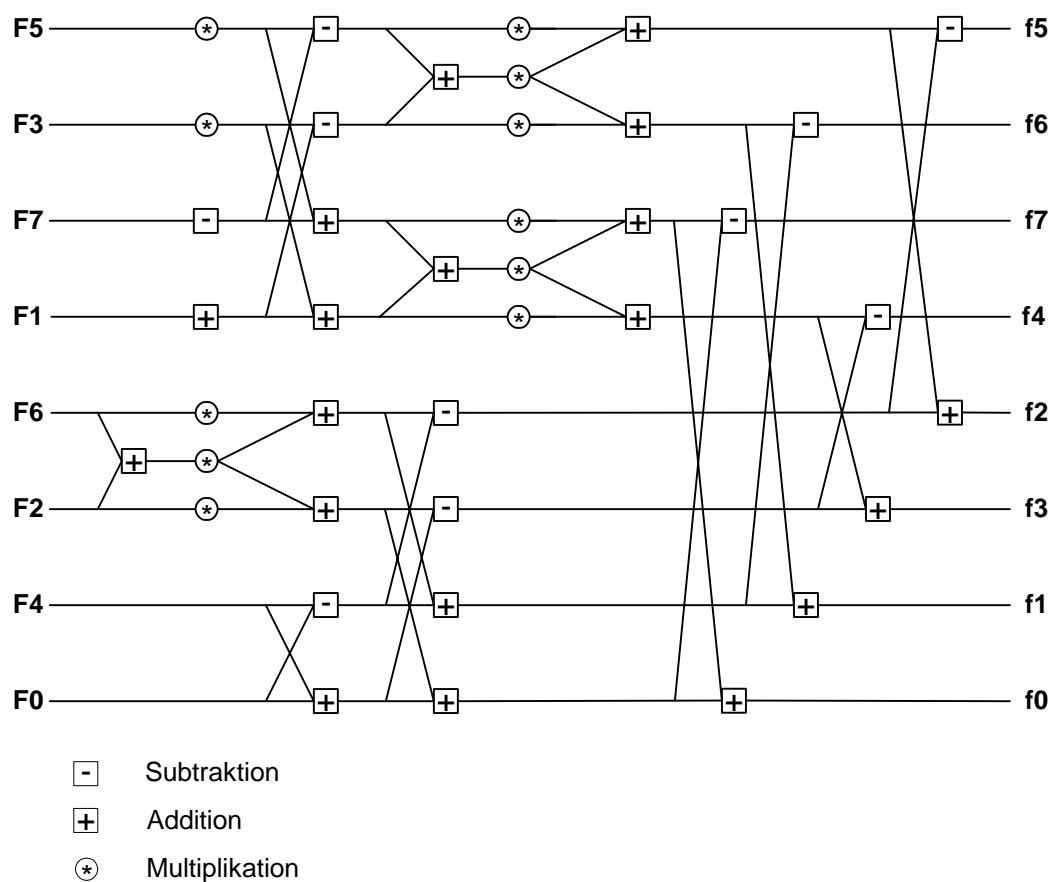 F5 * - * + - f5
+ *
F3 * - * + - f6
F7 - + * + - f7
+ *
F1 + + * + - f4
F6 * + - + f2
+ *
F2 * + - + f3
F4 - + + f1
F0 + + + f0
- Subtraktion
+ Addition
* Multiplikation